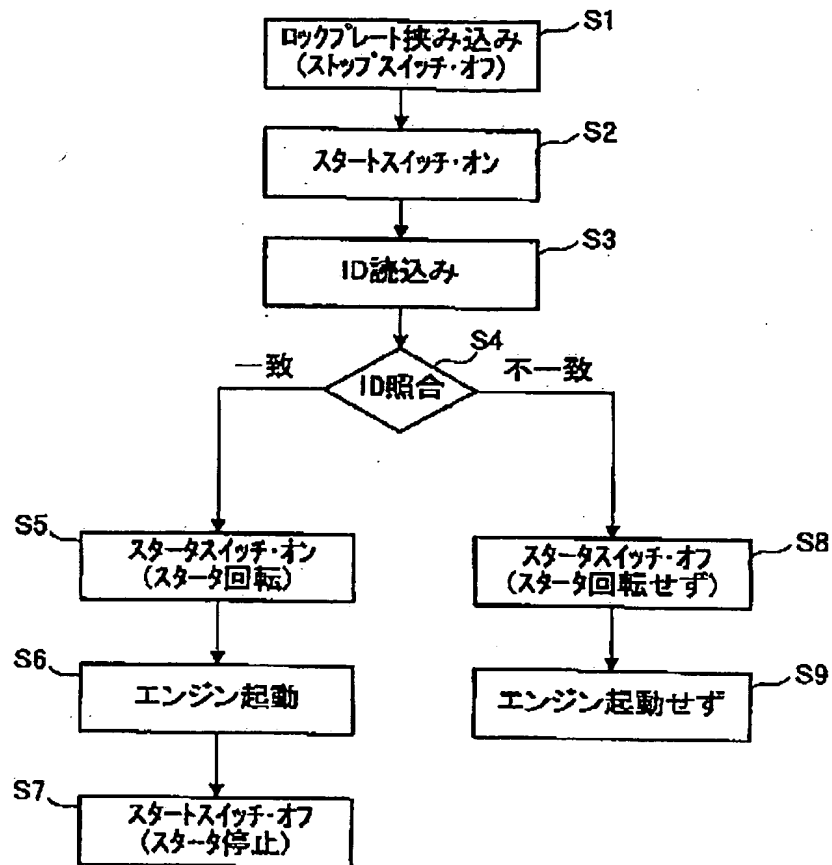 S1
ロックプレート挟み込み
(ストップスイッチ・オフ)
S2
スタートスイッチ・オン
S3
ID読込み
S4
一致
ID照合
不一致
S5
スタータスイッチ・オン
(スタータ回転)
S8
スタータスイッチ・オフ
(スタータ回転せず)
S6
エンジン起動
S9
エンジン起動せず
S7
スタートスイッチ・オフ
(スタータ停止)